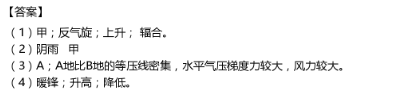 【答案】
（1）甲；反气旋；上升； 辐合。
（2）阴雨　甲
（3）A；A地比B地的等压线密集，水平气压梯度力较大，风力较大。
（4）暖锋；升高；降低。